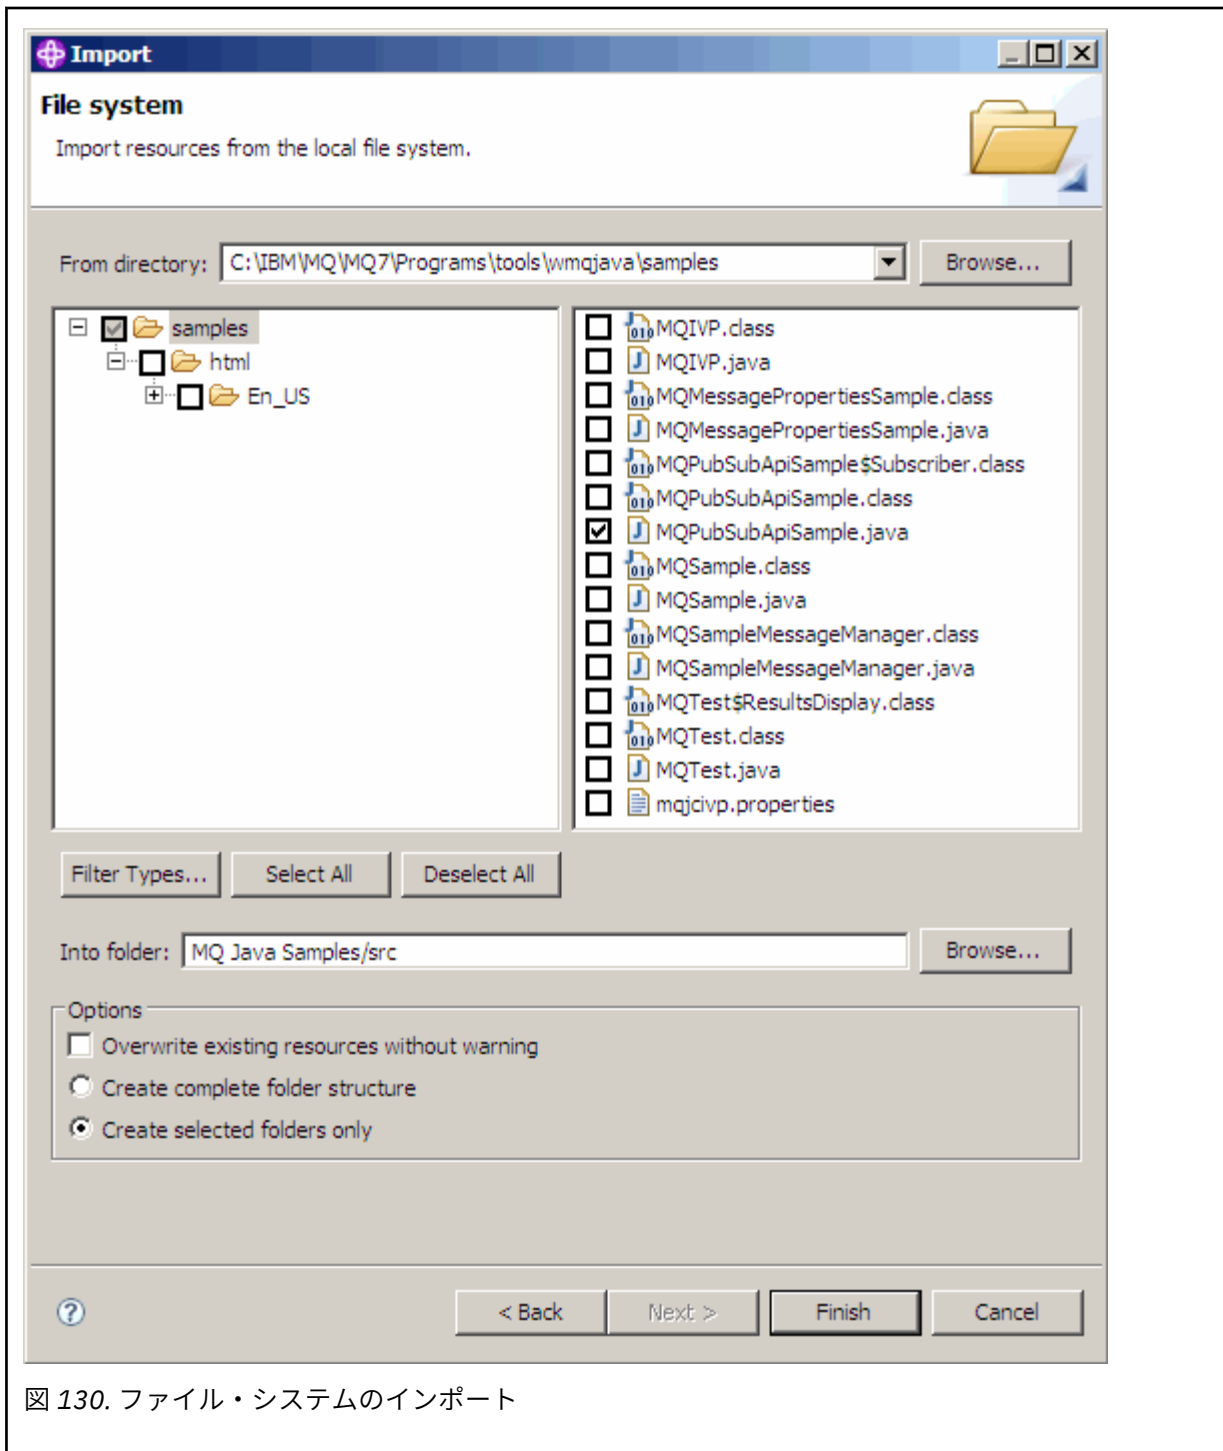 Import
File system
Import resources from the local file system.
From directory: C:\IBM\MQ\MQ7\Programs\tools\wmqjava\samples Browse...
samples
html
En_US
MQIVP.class
MQIVP.java
MQMessagePropertiesSample.class
MQMessagePropertiesSample.java
MQPubSubApiSample$Subscriber.class
MQPubSubApiSample.class
MQPubSubApiSample.java
MQSample.class
MQSample.java
MQSampleMessageManager.class
MQSampleMessageManager.java
MQTest$ResultsDisplay.class
MQTest.class
MQTest.java
mqjcivp.properties
Filter Types... Select All Deselect All
Into folder: MQ Java Samples/src Browse...
Options
Overwrite existing resources without warning
Create complete folder structure
Create selected folders only
< Back Next > Finish Cancel
図 130. ファイル・システムのインポート